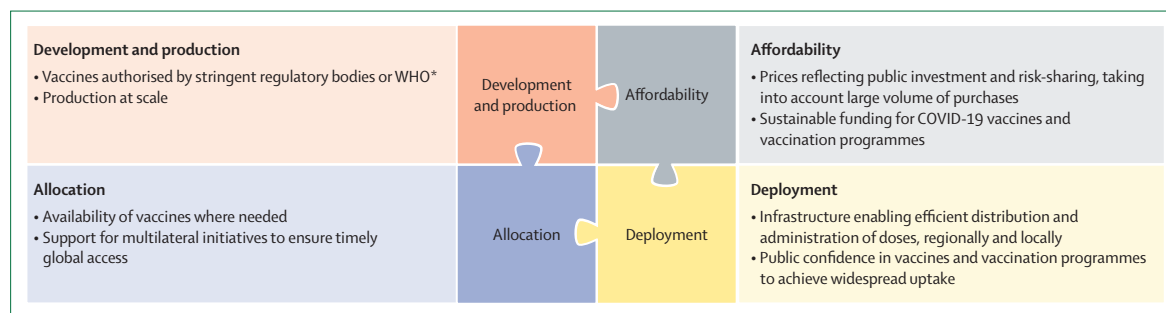 Development and production
• Vaccines authorised by stringent regulatory bodies or WHO*
• Production at scale
Development
and production
Affordability
Affordability
• Prices reflecting public investment and risk-sharing, taking
into account large volume of purchases
• Sustainable funding for COVID-19 vaccines and
vaccination programmes
Allocation
• Availability of vaccines where needed
• Support for multilateral initiatives to ensure timely
global access
Allocation
Deployment
Deployment
• Infrastructure enabling efficient distribution and
administration of doses, regionally and locally
• Public confidence in vaccines and vaccination programmes
to achieve widespread uptake